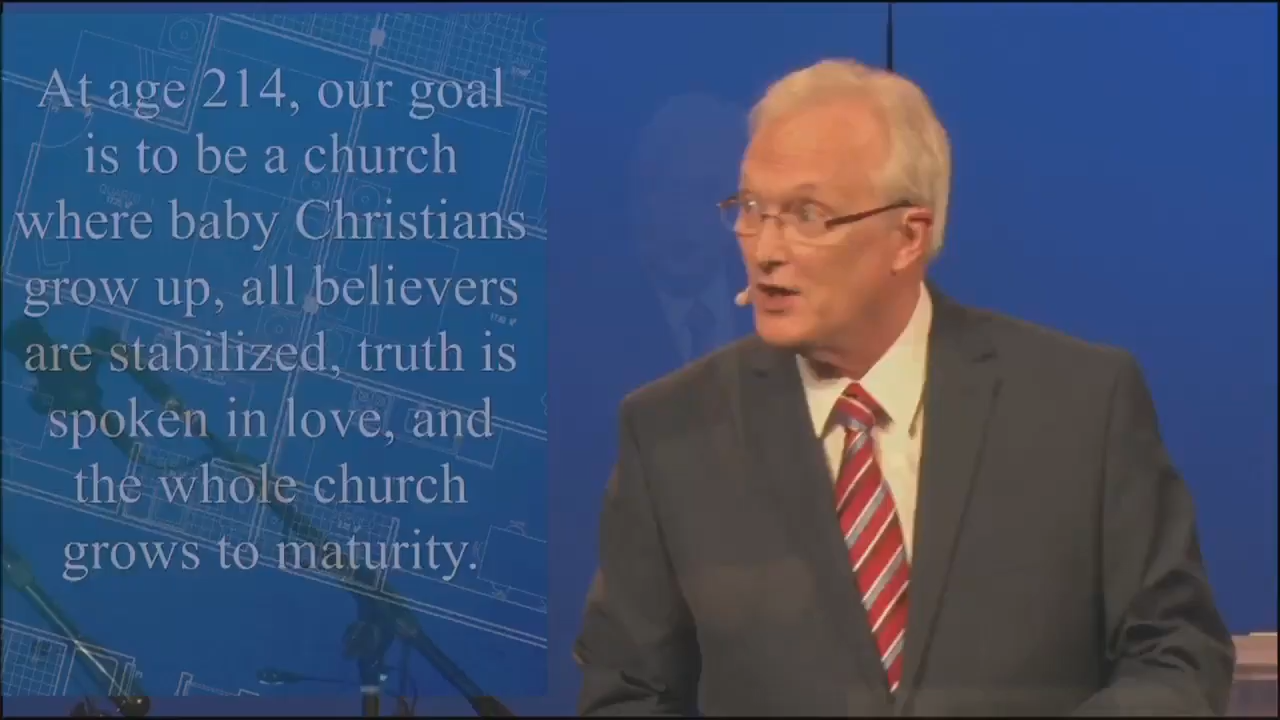 At age 214, our goal
is to be a church
where baby Christians
grow up, all believers
are stabilized, truth is
spoken in love, and
the whole church
grows to maturity.